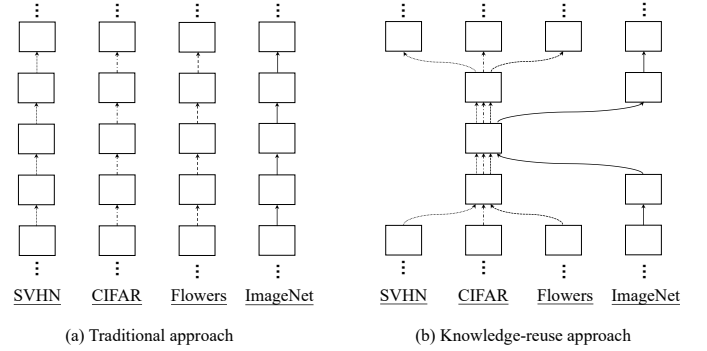 SVHN CIFAR Flowers ImageNet
(a) Traditional approach
SVHN CIFAR Flowers ImageNet
(b) Knowledge-reuse approach